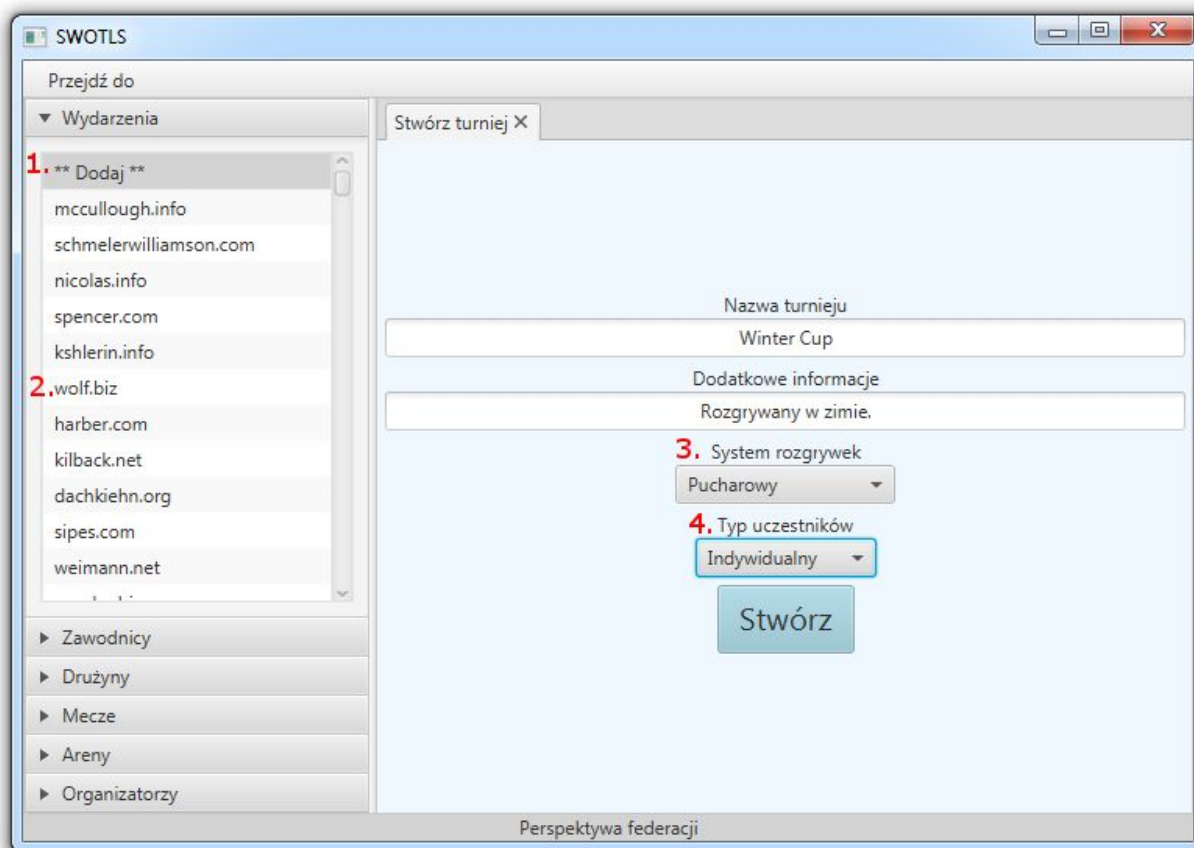 SWOTLS
Przejdź do
Wydarzenia
1. ** Dodaj **
mccullough.info
schmelerwilliamson.com
nicolas.info
spencer.com
kshlerin.info
2. wolf.biz
harber.com
kilback.net
dachkiehn.org
sipes.com
weimann.net
Zawodnicy
Drużyny
Mecze
Areny
Organizatorzy
Stwórz turniej X
Nazwa turnieju
Winter Cup
Dodatkowe informacje
Rozgrywany w zimie.
3. System rozgrywek
Pucharowy
4. Typ uczestników
Indywidualny
Stwórz
Perspektywa federacji